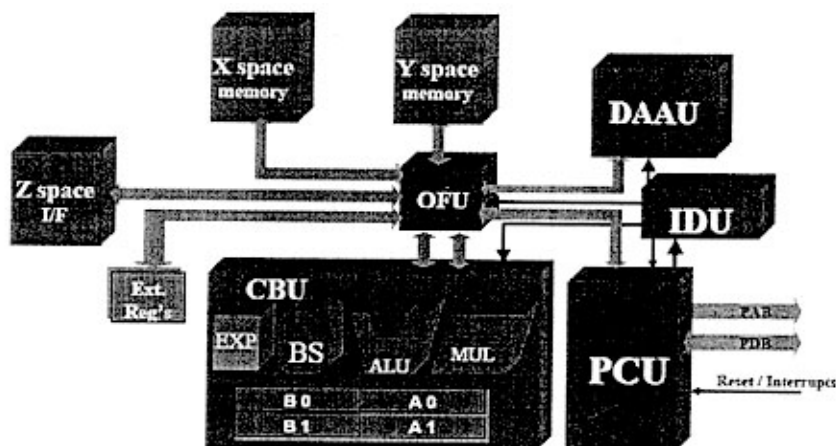 X space
memory
Y space
memory
DAAU
Z space
I/F
OFU
IDU
Ext.
Reg's
CBU
EXP
BS
ALU
MUL
PCU
PAB
PDB
Reset / Interrupts
B0
A0
B1
A1